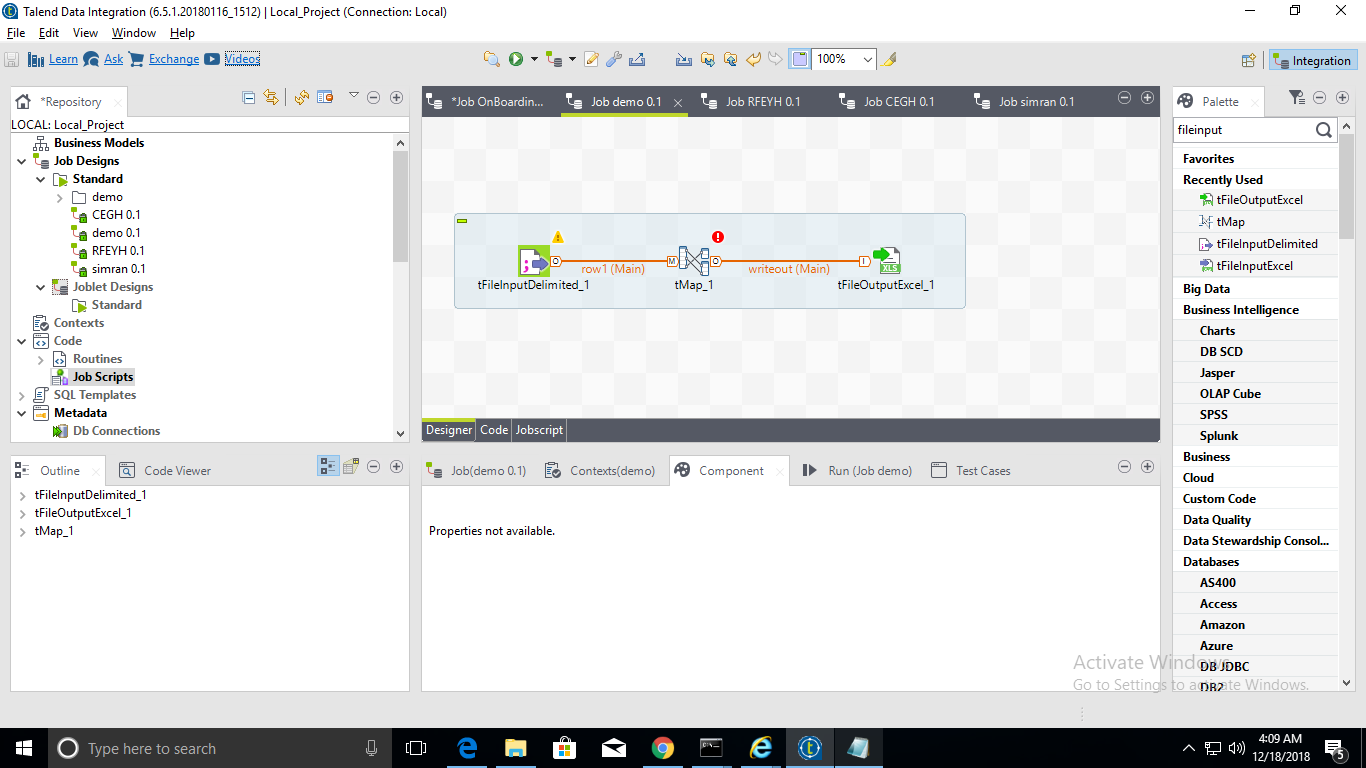 Talend Data Integration (6.5.1.20180116_1512) | Local_Project (Connection: Local)
File Edit View Window Help
Learn Ask Exchange Videos
100%
Integration
*Repository
LOCAL: Local_Project
Business Models
Job Designs
Standard
demo
CEGH 0.1
demo 0.1
RFEYH 0.1
simran 0.1
Joblet Designs
Standard
Contexts
Code
Routines
Job Scripts
SQL Templates
Metadata
Db Connections
*Job OnBoardin... Job demo 0.1 Job RFEYH 0.1 Job CEGH 0.1 Job simran 0.1
O row1 (Main) M O writeout (Main) I
XLS
tFileInputDelimited_1 tMap_1 tFileOutputExcel_1
Designer Code Jobscript
Palette
fileinput
Favorites
Recently Used
tFileOutputExcel
tMap
tFileInputDelimited
tFileInputExcel
Big Data
Business Intelligence
Charts
DB SCD
Jasper
OLAP Cube
SPSS
Splunk
Business
Cloud
Custom Code
Data Quality
Data Stewardship Consol...
Databases
AS400
Access
Amazon
Azure
DB JDBC
DB2
Outline Code Viewer
tFileInputDelimited_1
tFileOutputExcel_1
tMap_1
Job(demo 0.1) Contexts(demo) Component Run (Job demo) Test Cases
Properties not available.
Activate Windows
Go to Settings to activate Windows.
Type here to search
4:09 AM
12/18/2018
5